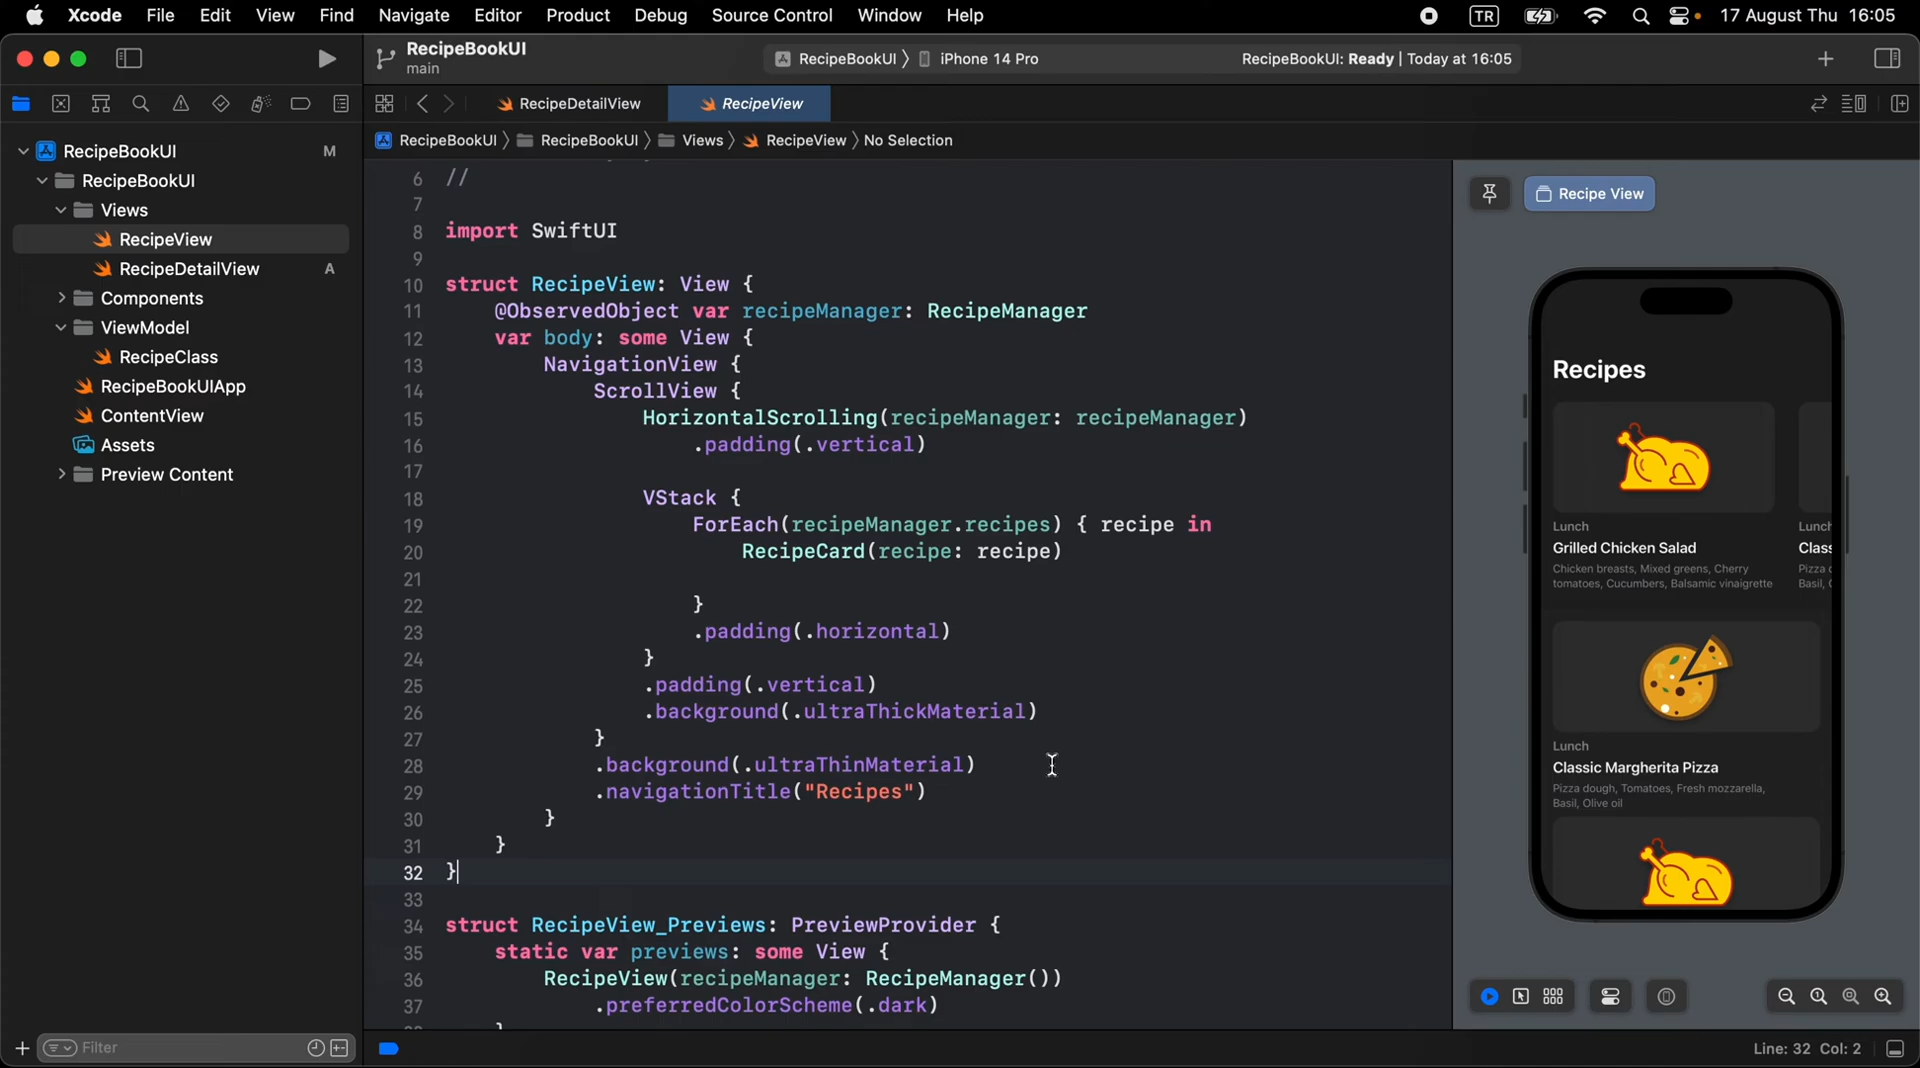 Xcode File Edit View Find Navigate Editor Product Debug Source Control Window Help TR 17 August Thu 16:05
RecipeBookUI
main
RecipeBookUI 〉 iPhone 14 Pro RecipeBookUI: Ready | Today at 16:05
RecipeDetailView RecipeView
RecipeBookUI 〉 RecipeBookUI 〉 Views 〉 RecipeView 〉 No Selection
RecipeBookUI M
RecipeBookUI
Views
RecipeView
RecipeDetailView A
Components
ViewModel
RecipeClass
RecipeBookUIApp
ContentView
Assets
Preview Content
Filter
6 //
7
8 import SwiftUI
9
10 struct RecipeView: View {
11 @ObservedObject var recipeManager: RecipeManager
12 var body: some View {
13 NavigationView {
14 ScrollView {
15 HorizontalScrolling(recipeManager: recipeManager)
16 .padding(.vertical)
17
18 VStack {
19 ForEach(recipeManager.recipes) { recipe in
20 RecipeCard(recipe: recipe)
21
22 }
23 .padding(.horizontal)
24 }
25 .padding(.vertical)
26 .background(.ultraThickMaterial)
27 }
28 .background(.ultraThinMaterial)
29 .navigationTitle("Recipes")
30 }
31 }
32 }
33
34 struct RecipeView_Previews: PreviewProvider {
35 static var previews: some View {
36 RecipeView(recipeManager: RecipeManager())
37 .preferredColorScheme(.dark)
Recipe View
Recipes
Lunch Lunch
Grilled Chicken Salad Class
Chicken breasts, Mixed greens, Cherry Pizza
tomatoes, Cucumbers, Balsamic vinaigrette Basil,
Lunch
Classic Margherita Pizza
Pizza dough, Tomatoes, Fresh mozzarella,
Basil, Olive oil
Line: 32 Col: 2